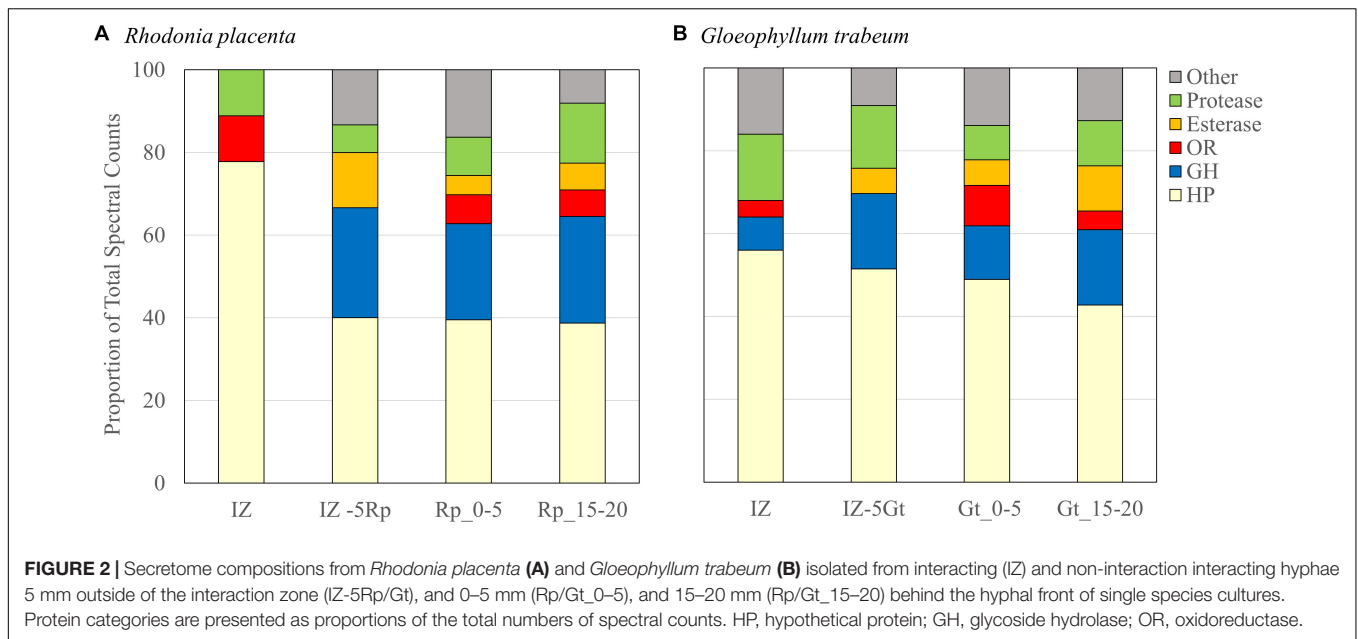 A Rhodonia placenta
B Gloeophyllum trabeum
Proportion of Total Spectral Counts
100
80
60
40
20
0
IZ IZ -5Rp Rp_0-5 Rp_15-20
IZ IZ-5Gt Gt_0-5 Gt_15-20
Other
Protease
Esterase
OR
GH
HP
FIGURE 2 | Secretome compositions from Rhodonia placenta (A) and Gloeophyllum trabeum (B) isolated from interacting (IZ) and non-interaction interacting hyphae
5 mm outside of the interaction zone (IZ-5Rp/Gt), and 0–5 mm (Rp/Gt_0–5), and 15–20 mm (Rp/Gt_15–20) behind the hyphal front of single species cultures.
Protein categories are presented as proportions of the total numbers of spectral counts. HP, hypothetical protein; GH, glycoside hydrolase; OR, oxidoreductase.